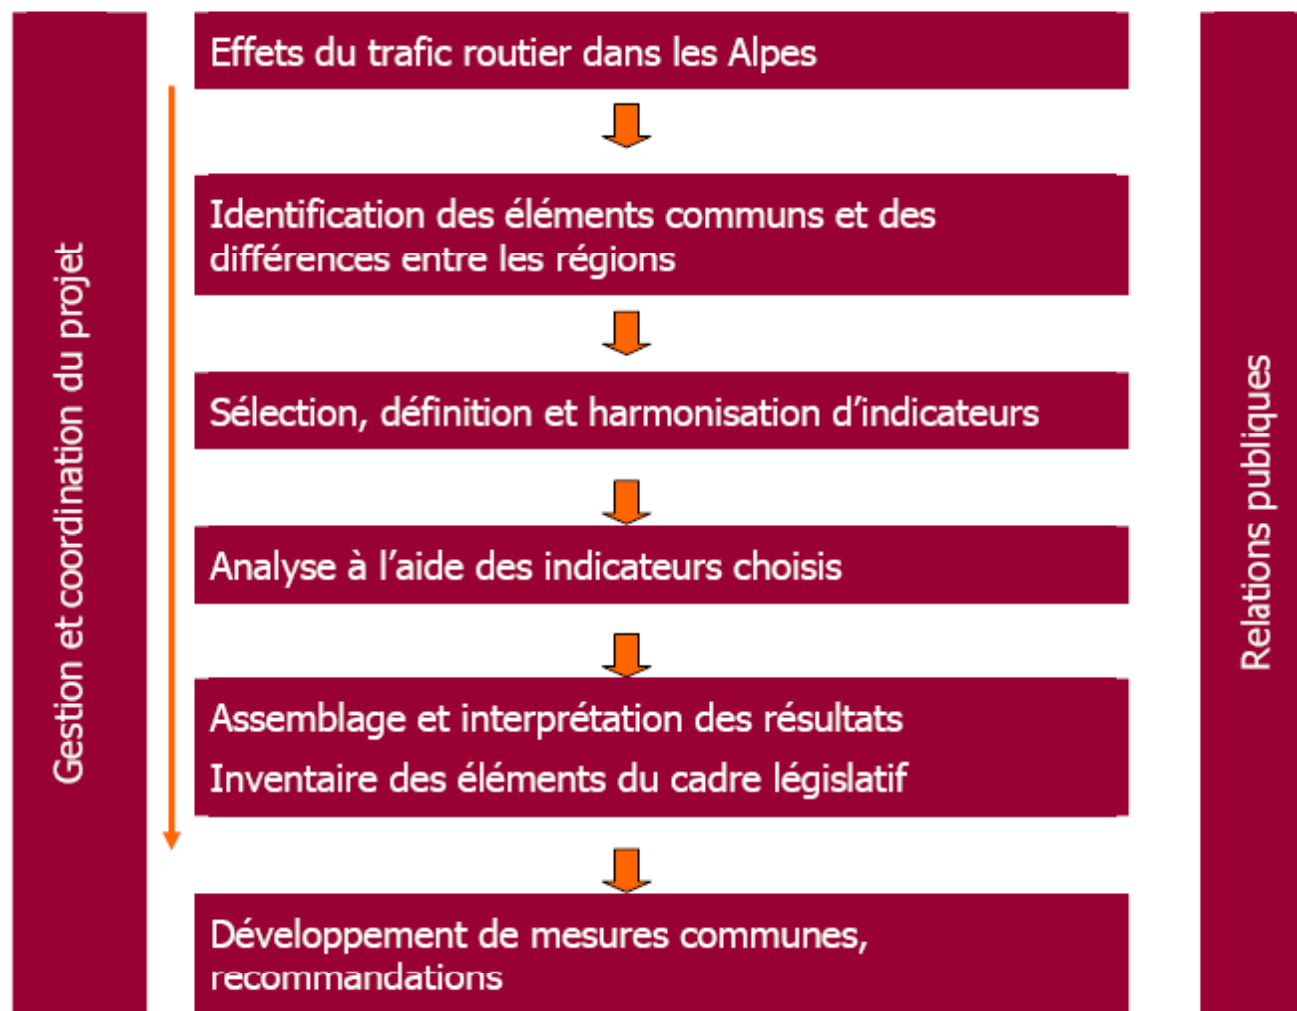 Gestion et coordination du projet
Effets du trafic routier dans les Alpes
Identification des éléments communs et des
différences entre les régions
Sélection, définition et harmonisation d’indicateurs
Analyse à l’aide des indicateurs choisis
Assemblage et interprétation des résultats
Inventaire des éléments du cadre législatif
Développement de mesures communes,
recommandations
Relations publiques